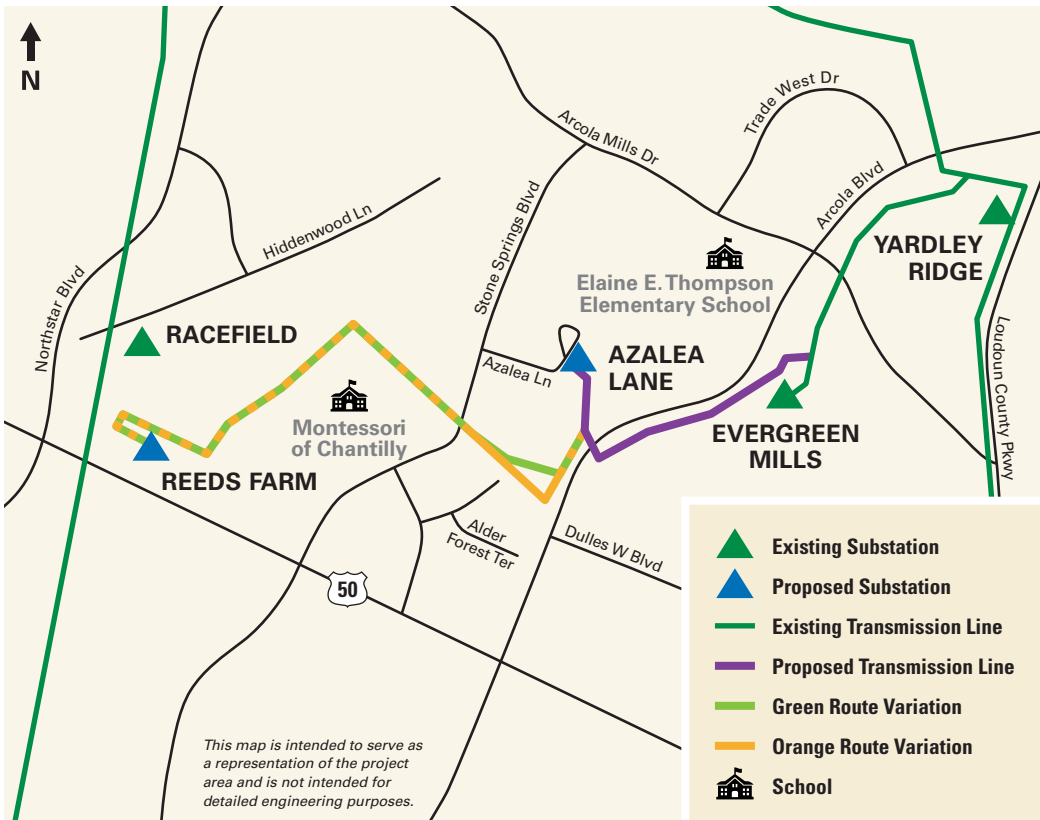 N
Trade West Dr
Arcola Mills Dr
Arcola Blvd
Stone Springs Blvd
Hiddenwood Ln
Northstar Blvd
YARDLEY
RIDGE
Elaine E. Thompson
Elementary School
RACEFIELD
AZALEA
LANE
Azalea Ln
Loudoun County Pkwy
Montessori
of Chantilly
EVERGREEN
MILLS
REEDS FARM
Alder
Forest Ter
Dulles W Blvd
50
Existing Substation
Proposed Substation
Existing Transmission Line
Proposed Transmission Line
Green Route Variation
Orange Route Variation
School
This map is intended to serve as
a representation of the project
area and is not intended for
detailed engineering purposes.